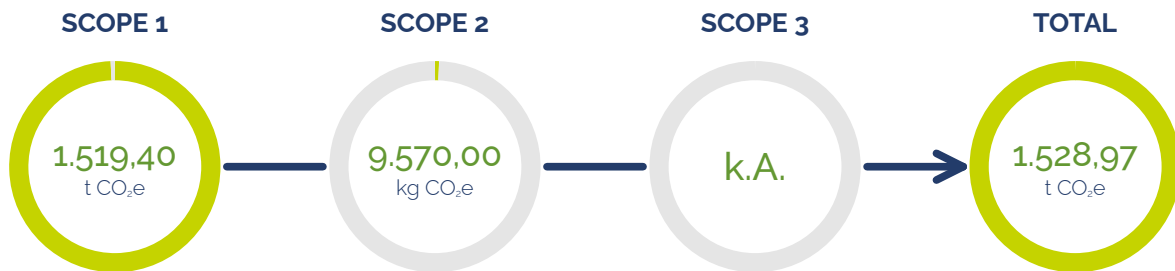 SCOPE 1
1.519,40
t CO₂e
SCOPE 2
9.570,00
kg CO₂e
SCOPE 3
k.A.
TOTAL
1.528,97
t CO₂e